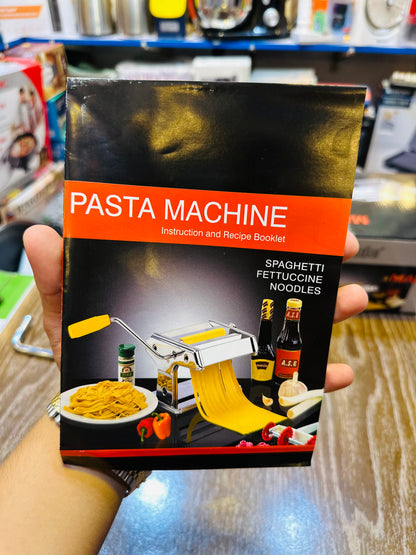 PASTA MACHINE
Instruction and Recipe Booklet
SPAGHETTI
FETTUCCINE
NOODLES
A.S.E